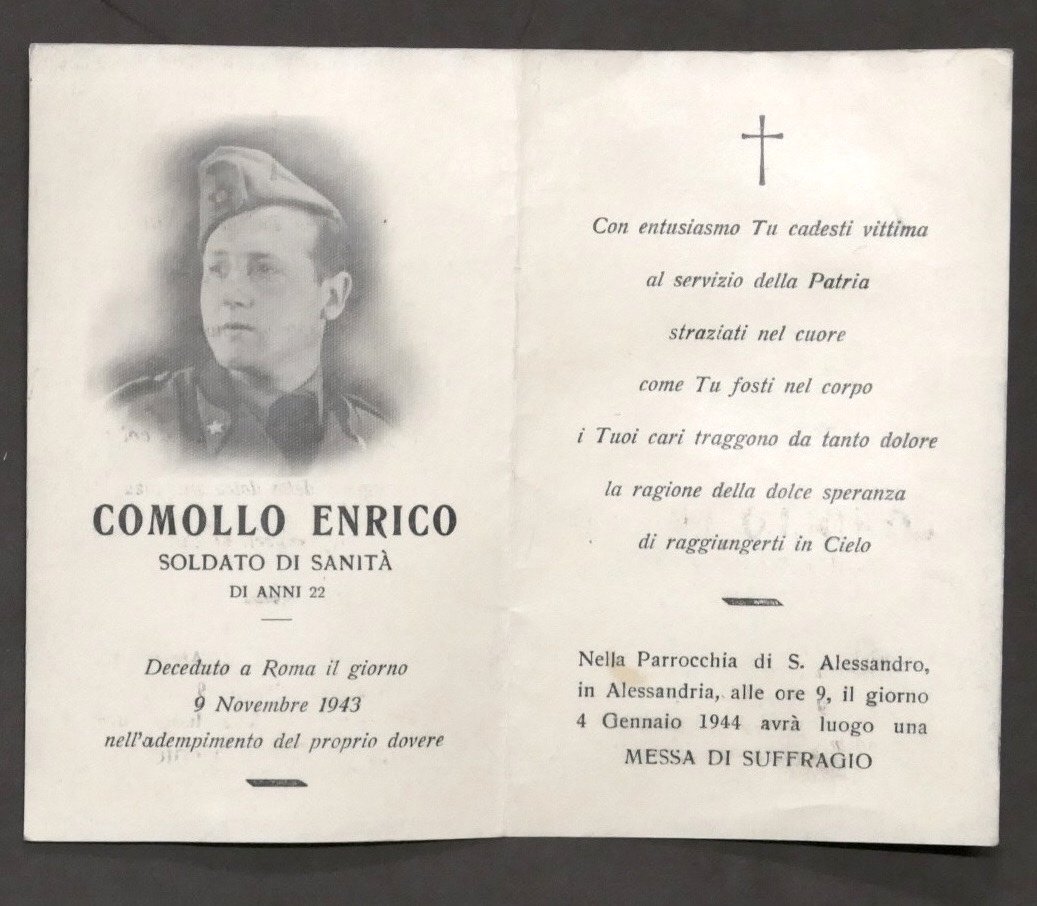 COMOLLO ENRICO
SOLDATO DI SANITÀ
DI ANNI 22
Deceduto a Roma il giorno
9 Novembre 1943
nell'adempimento del proprio dovere
Con entusiasmo Tu cadesti vittima
al servizio della Patria
straziati nel cuore
come Tu fosti nel corpo
i Tuoi cari traggono da tanto dolore
la ragione della dolce speranza
di raggiungerti in Cielo
Nella Parrocchia di S. Alessandro,
in Alessandria, alle ore 9, il giorno
4 Gennaio 1944 avrà luogo una
MESSA DI SUFFRAGIO